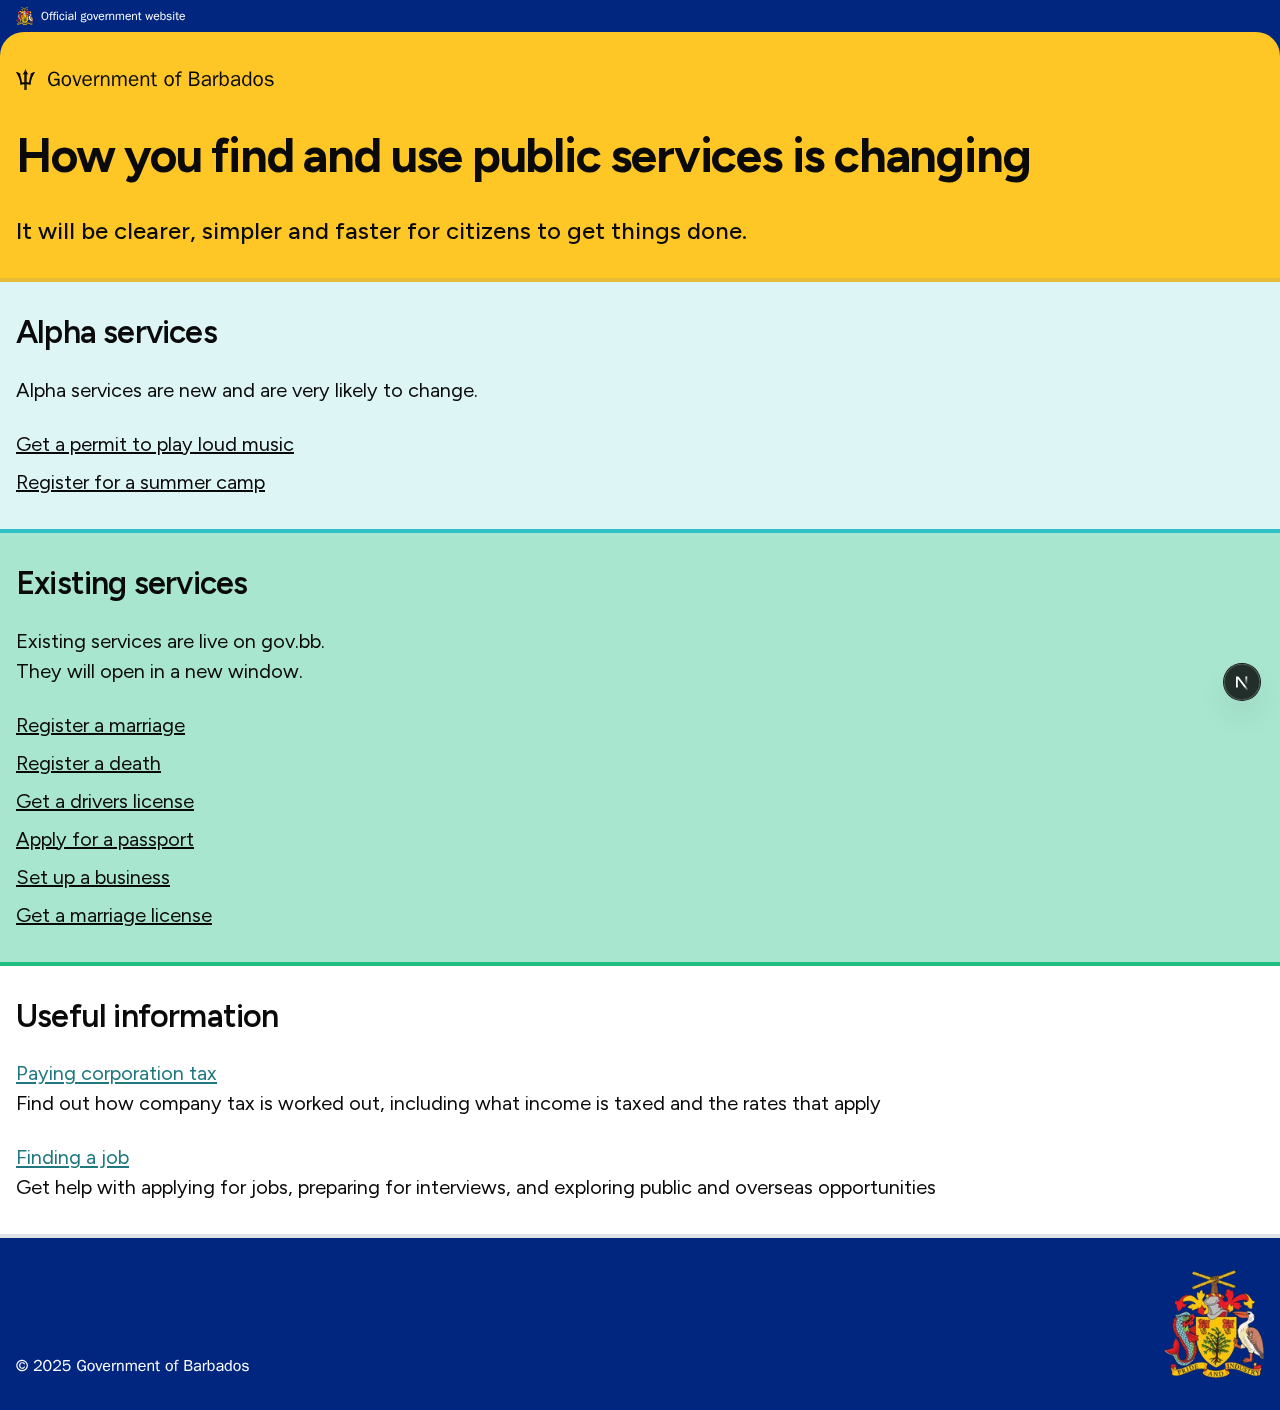 Official government website
Government of Barbados
How you find and use public services is changing
It will be clearer, simpler and faster for citizens to get things done.
Alpha services
Alpha services are new and are very likely to change.
Get a permit to play loud music
Register for a summer camp
Existing services
Existing services are live on gov.bb.
They will open in a new window.
N
Register a marriage
Register a death
Get a drivers license
Apply for a passport
Set up a business
Get a marriage license
Useful information
Paying corporation tax
Find out how company tax is worked out, including what income is taxed and the rates that apply
Finding a job
Get help with applying for jobs, preparing for interviews, and exploring public and overseas opportunities
© 2025 Government of Barbados
PRIDE AND INDUSTRY